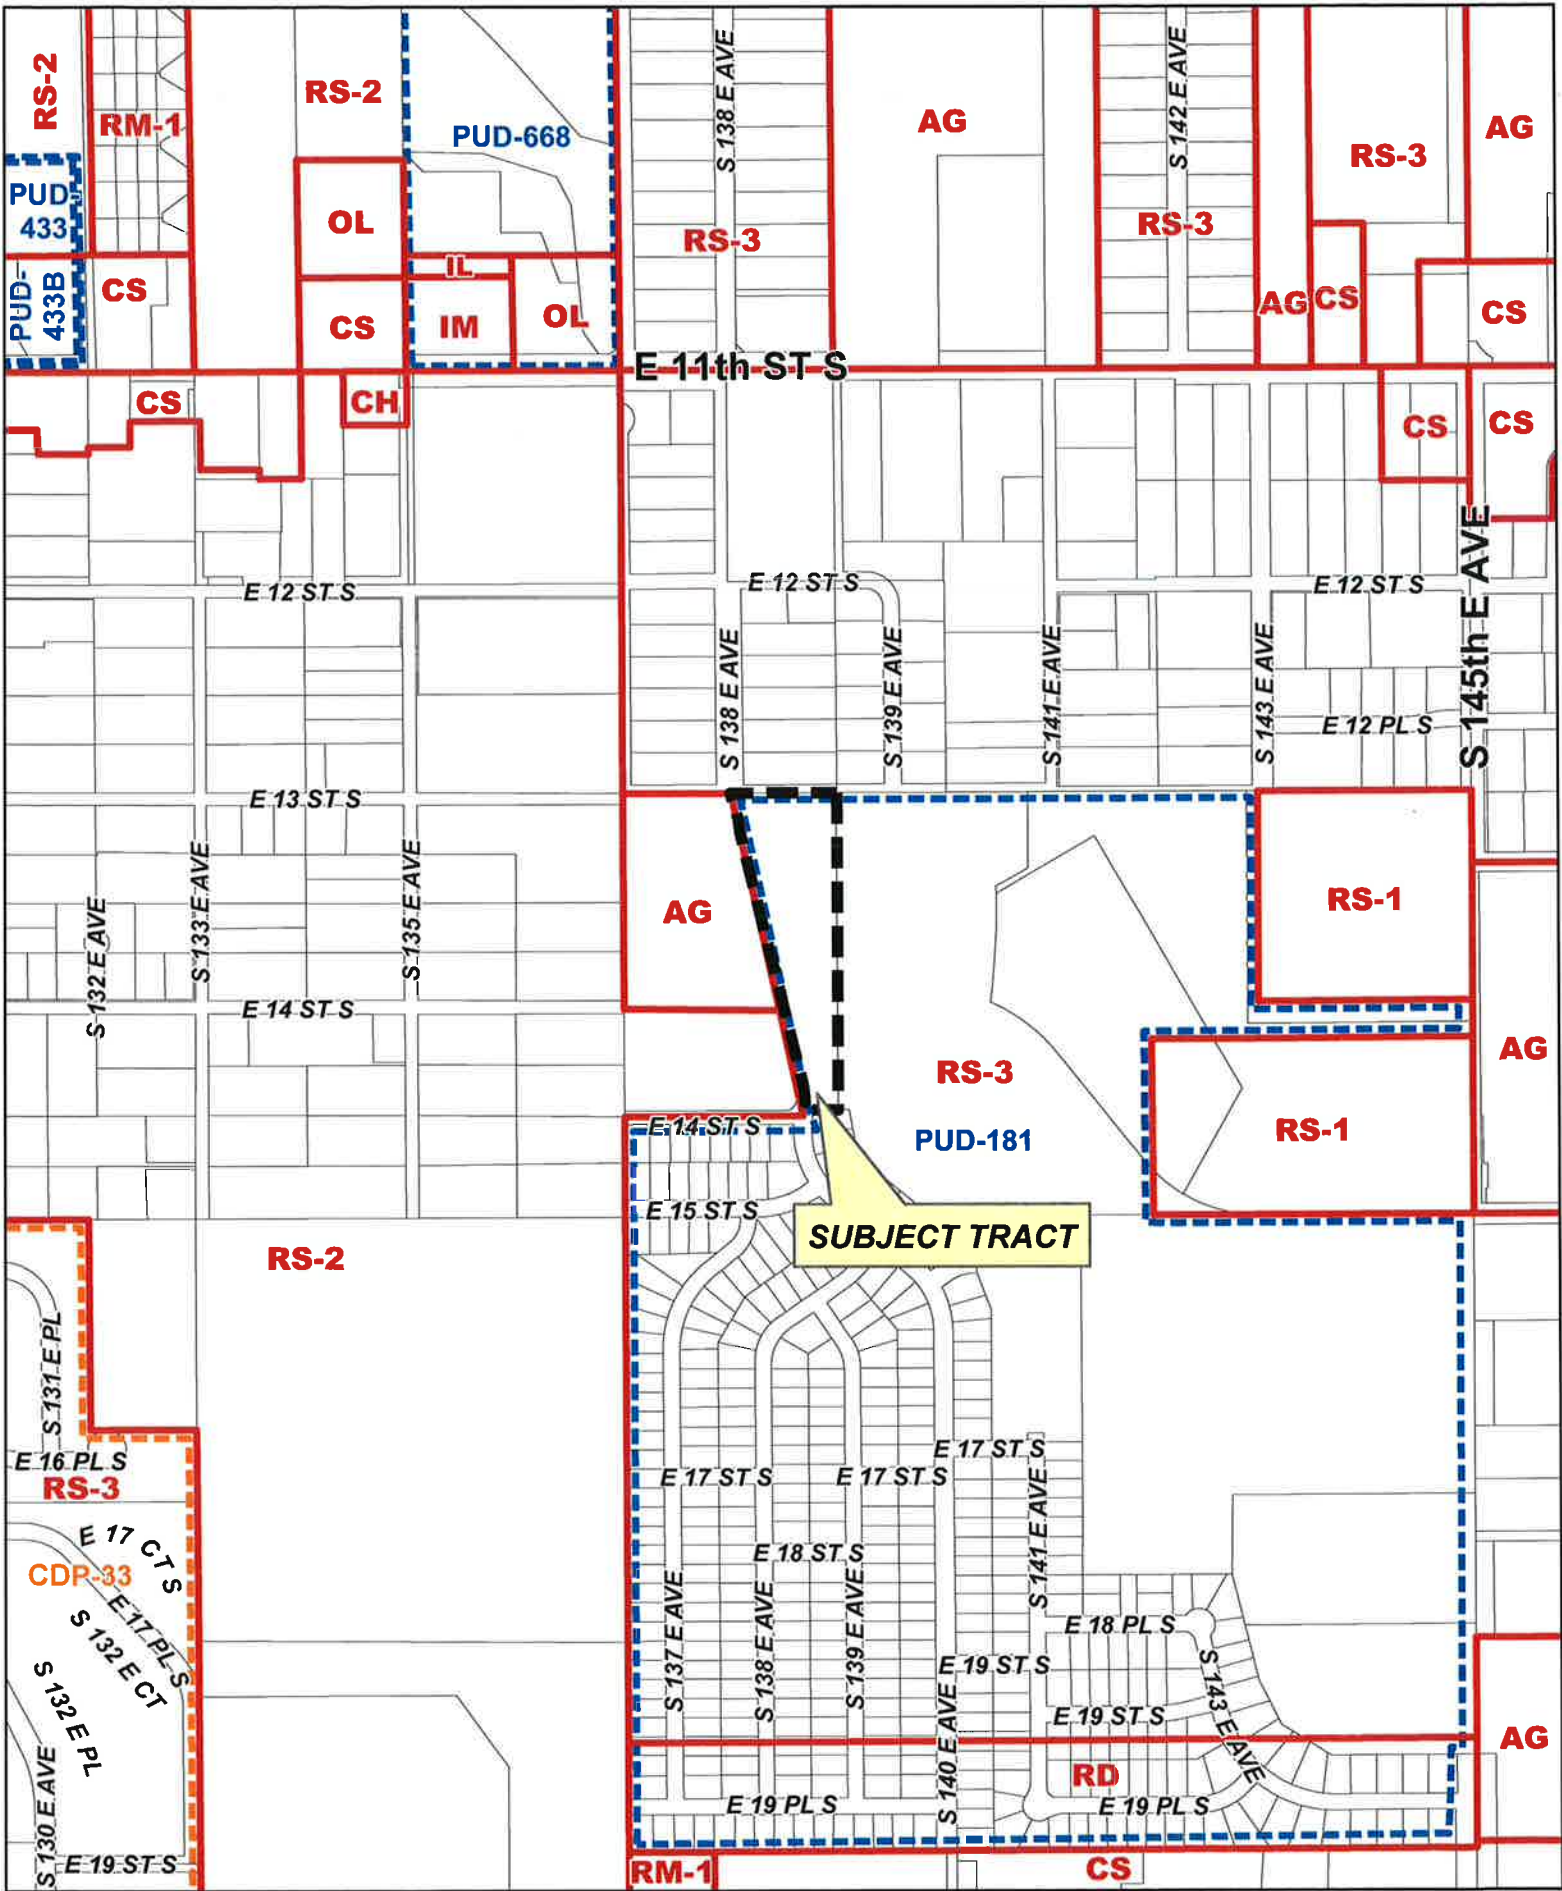 RS-2
RM-1
RS-2
PUD-668
S 138 E AVE
AG
S 142 E AVE
RS-3
AG
PUD
433
OL
RS-3
RS-3
PUD-
433B
CS
IL
CS
IM
OL
AG
CS
CS
E 11th ST S
CS
CH
CS
CS
E 12 ST S
E 12 ST S
E 12 ST S
S 145th E AVE
S 138 E AVE
S 139 E AVE
S 141 E AVE
S 143 E AVE
E 12 PL S
E 13 ST S
S 132 E AVE
S 133 E AVE
S 135 E AVE
AG
RS-1
E 14 ST S
RS-3
AG
E 14 ST S
PUD-181
RS-1
E 15 ST S
SUBJECT TRACT
RS-2
S 131 E PL
E 16 PL S
RS-3
E 17 ST S
E 17 ST S
E 17 ST S
E 17 CT S
CDP-33
E 17 PL S
S 132 E CT
S 132 E PL
E 18 ST S
S 141 E AVE
S 137 E AVE
S 138 E AVE
S 139 E AVE
E 18 PL S
E 19 ST S
S 143 E AVE
E 19 ST S
S 140 E AVE
AG
RD
E 19 PL S
E 19 PL S
S 130 E AVE
E 19 ST S
RM-1
CS